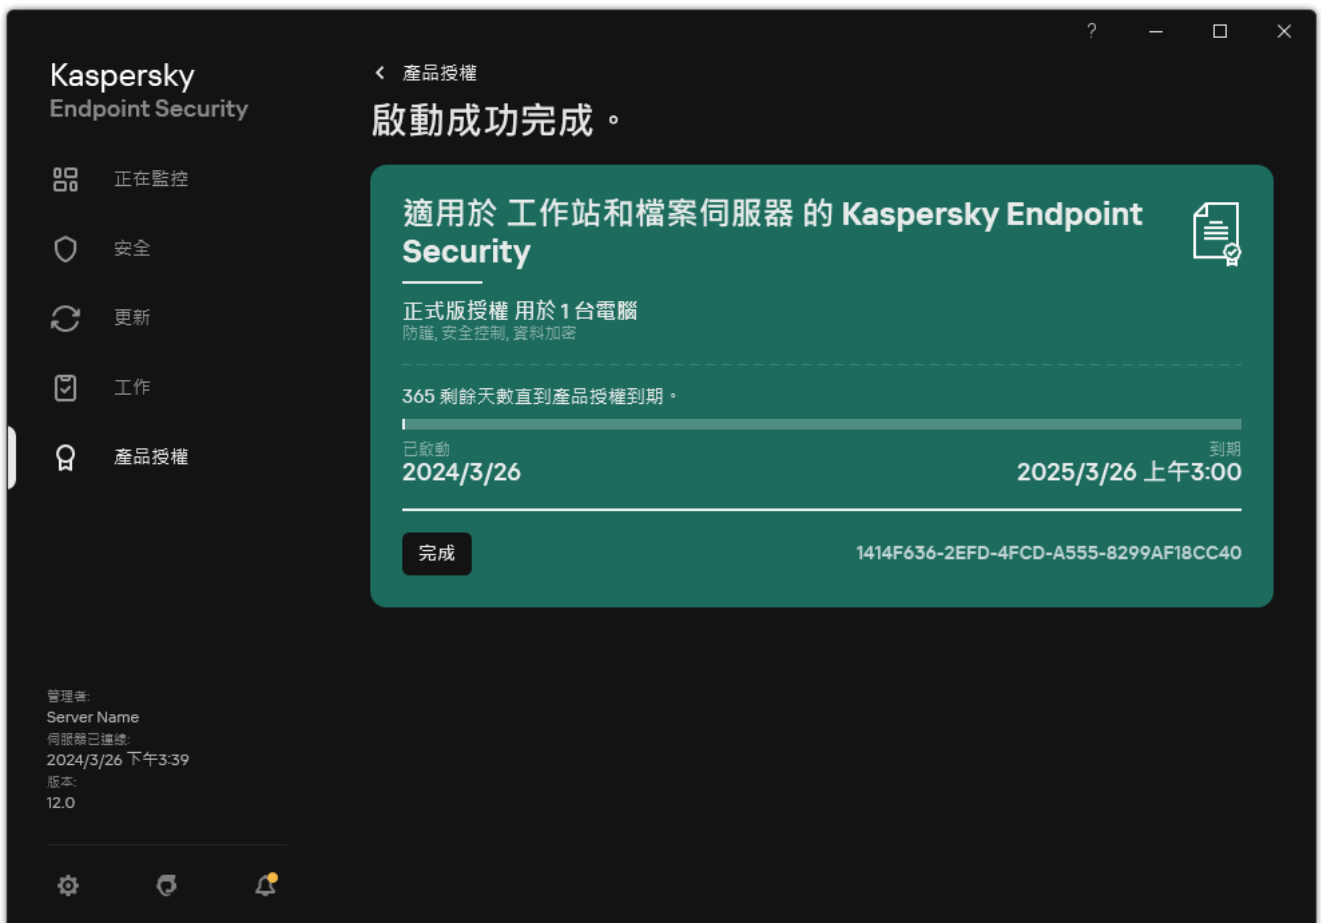 ?
Kaspersky
Endpoint Security
正在監控
安全
更新
工作
產品授權
管理者:
Server Name
伺服器已連線:
2024/3/26 下午3:39
版本:
12.0
產品授權
啟動成功完成。
適用於 工作站和檔案伺服器 的 Kaspersky Endpoint
Security
正式版授權 用於 1 台電腦
防護, 安全控制, 資料加密
365 剩餘天數直到產品授權到期。
已啟動
到期
2024/3/26
2025/3/26 上午3:00
完成
1414F636-2EFD-4FCD-A555-8299AF18CC40